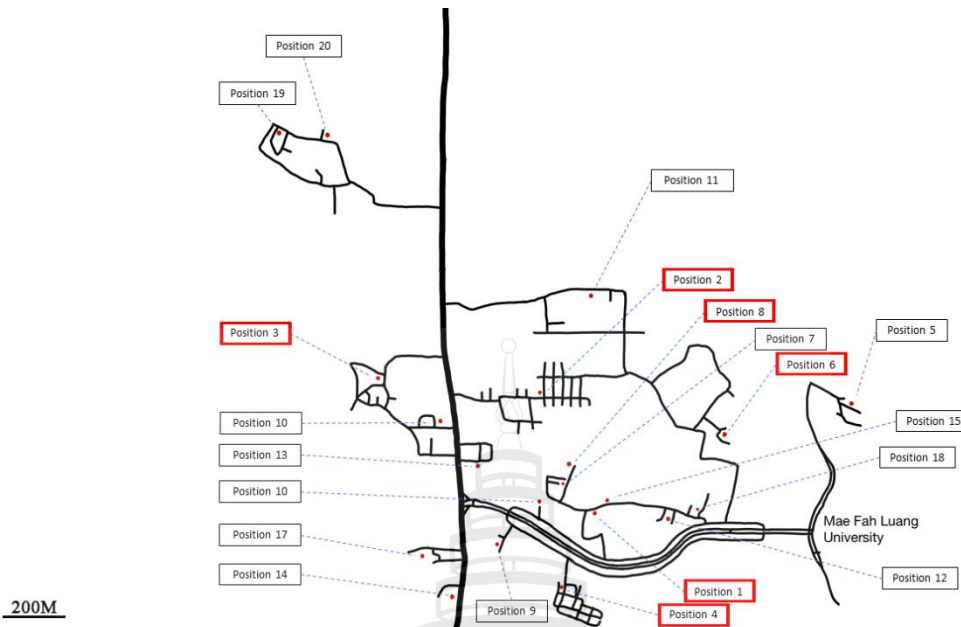 Position 20
Position 19
Position 11
Position 2
Position 8
Position 3
Position 5
Position 7
Position 6
Position 10
Position 15
Position 13
Position 18
Position 10
Mae Fah Luang
University
Position 17
Position 14
Position 12
Position 1
Position 9
Position 4
200M